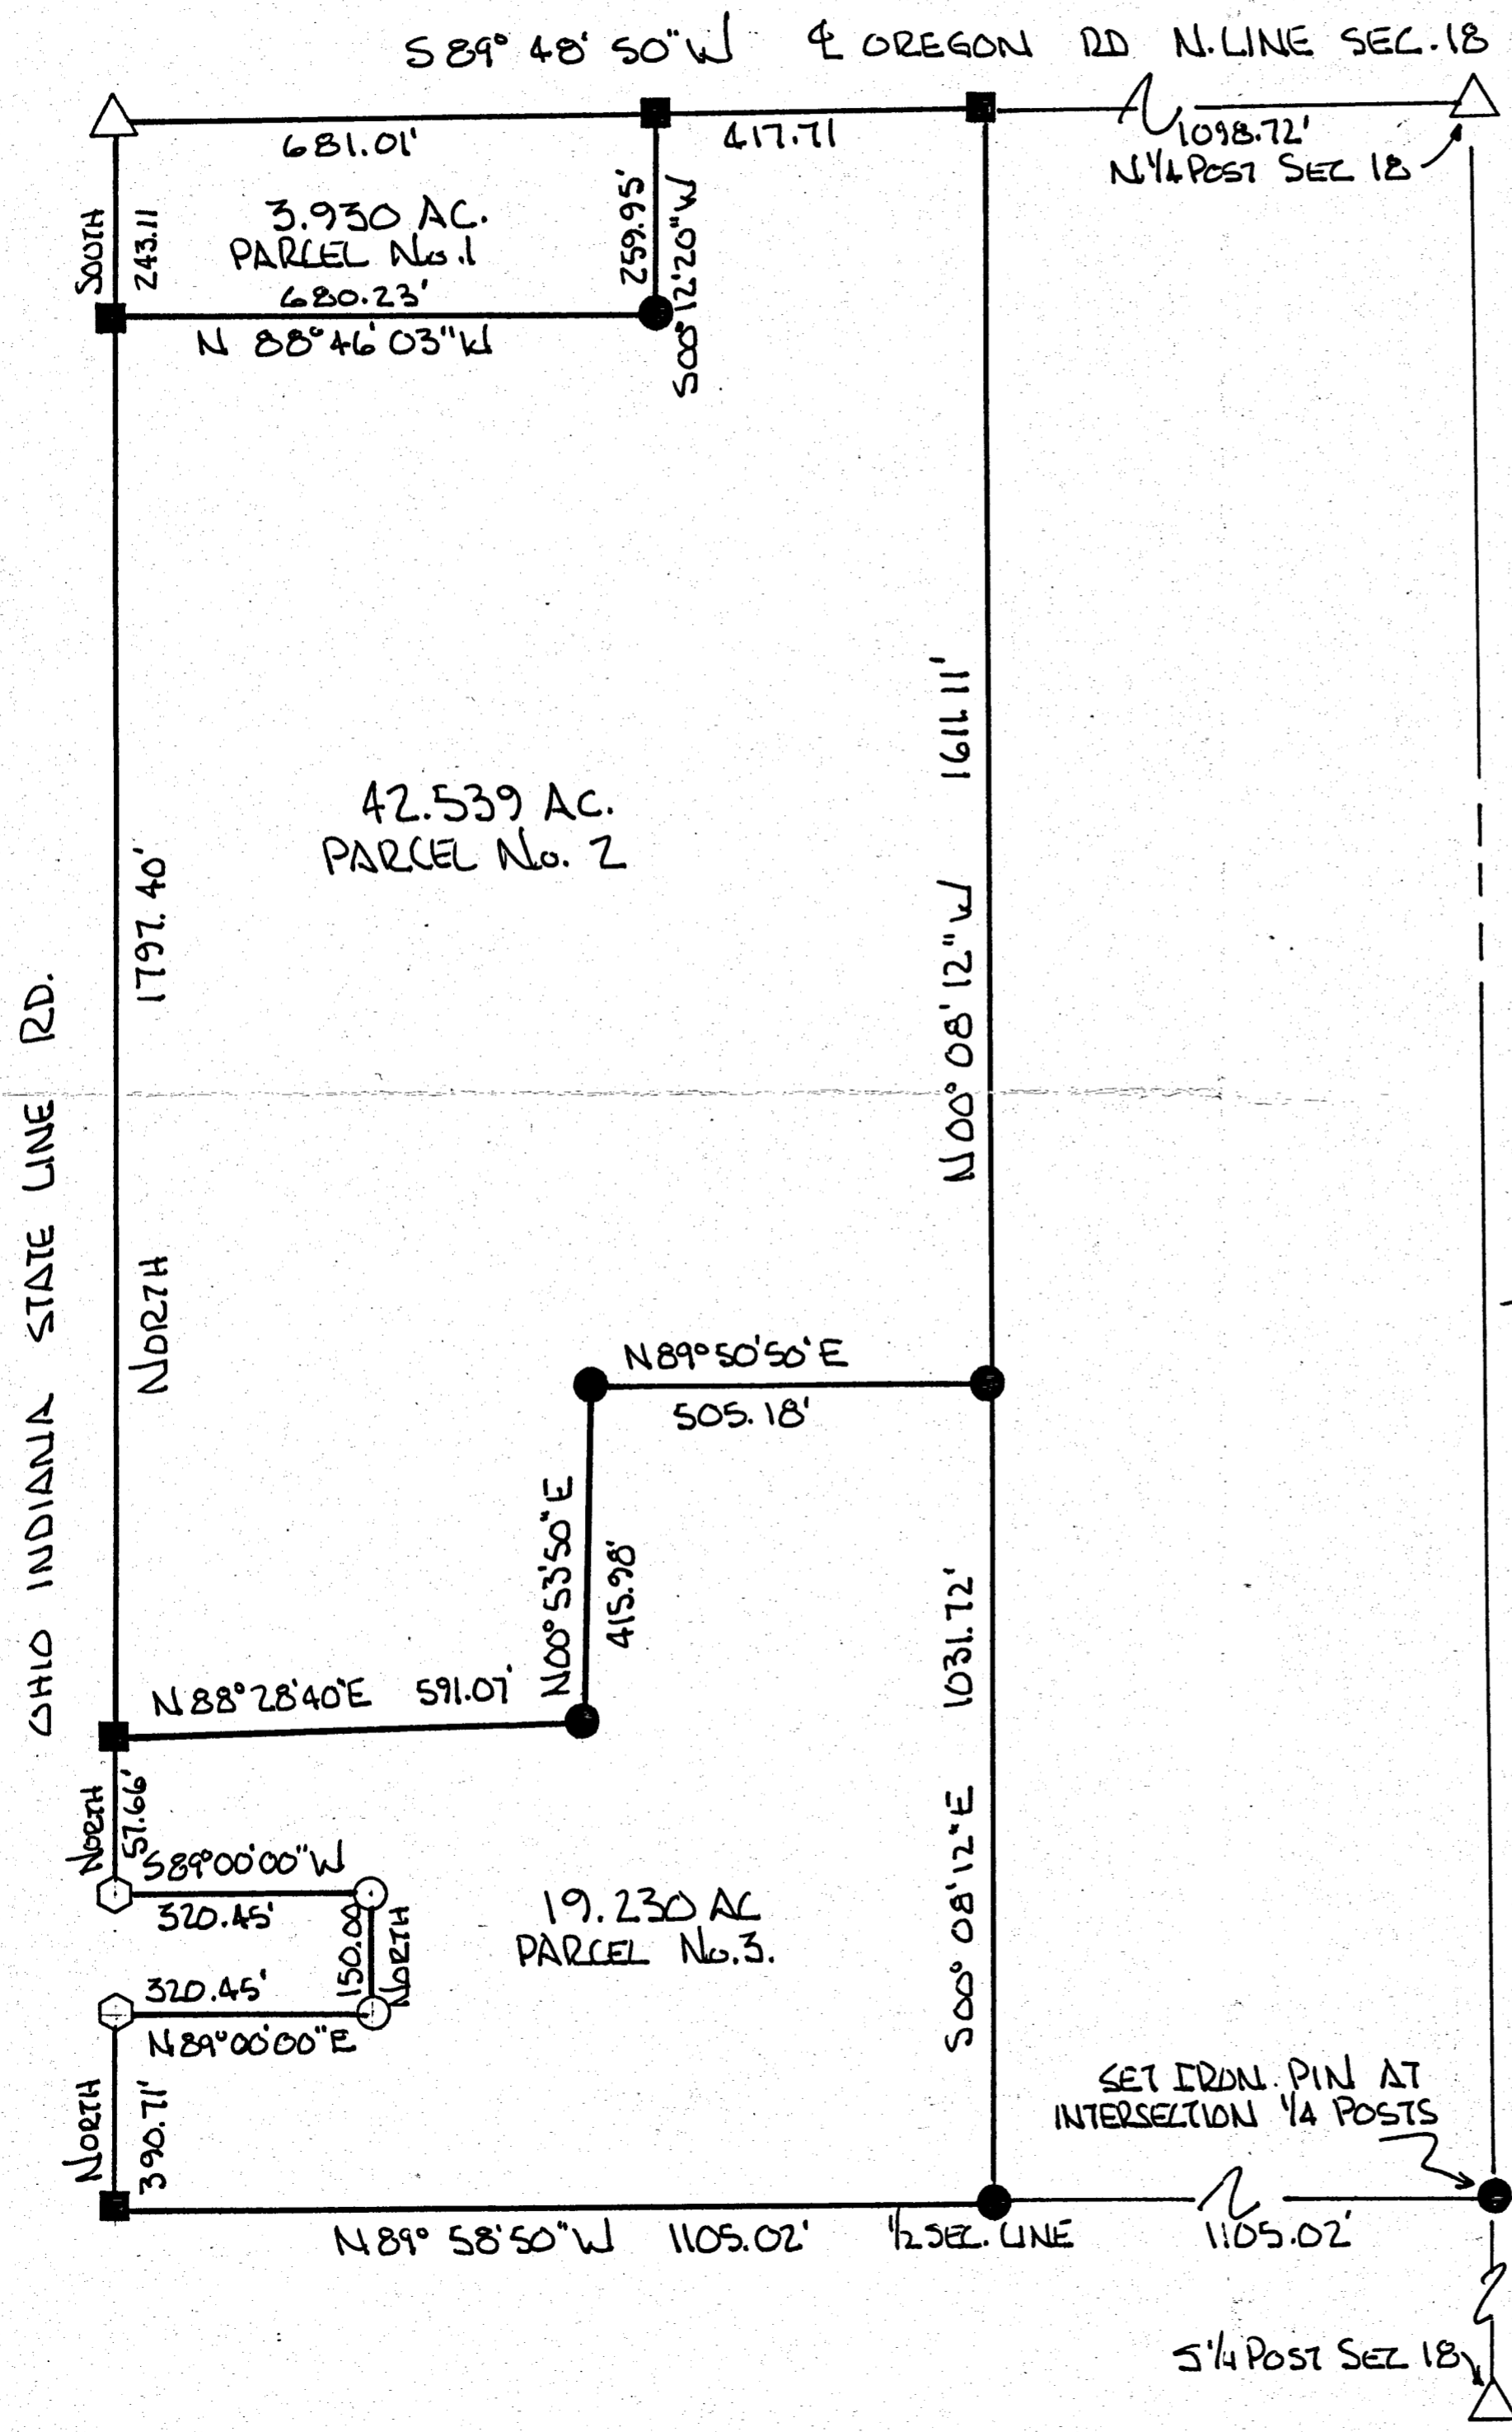 S 89° 48' 50" W ℄ OREGON RD N. LINE SEC. 18
681.01'
417.71
1098.72'
N 1/4 POST SEC 18
SOUTH
243.11
3.930 AC.
PARCEL No. 1
680.23'
N 88° 46' 03" W
259.95'
S00° 12' 20" W
42.539 AC.
PARCEL No. 2
1797.40'
NORTH
OHIO INDIANA STATE LINE RD.
N 00° 08' 12" W 1611.11'
N 89° 50' 50" E
505.18'
N00° 53' 50" E
415.98'
N 88° 28' 40" E 591.07'
S00° 08' 12" E 1031.72'
NORTH
57.66'
S89° 00' 00" W
320.45'
150.00
NORTH
320.45'
N 89° 00' 00" E
19.230 AC
PARCEL No. 3.
NORTH
390.71'
SET IRON PIN AT
INTERSECTION 1/4 POSTS
N 89° 58' 50" W 1105.02' 1/2 SEC. LINE 1105.02'
S 1/4 POST SEC 18